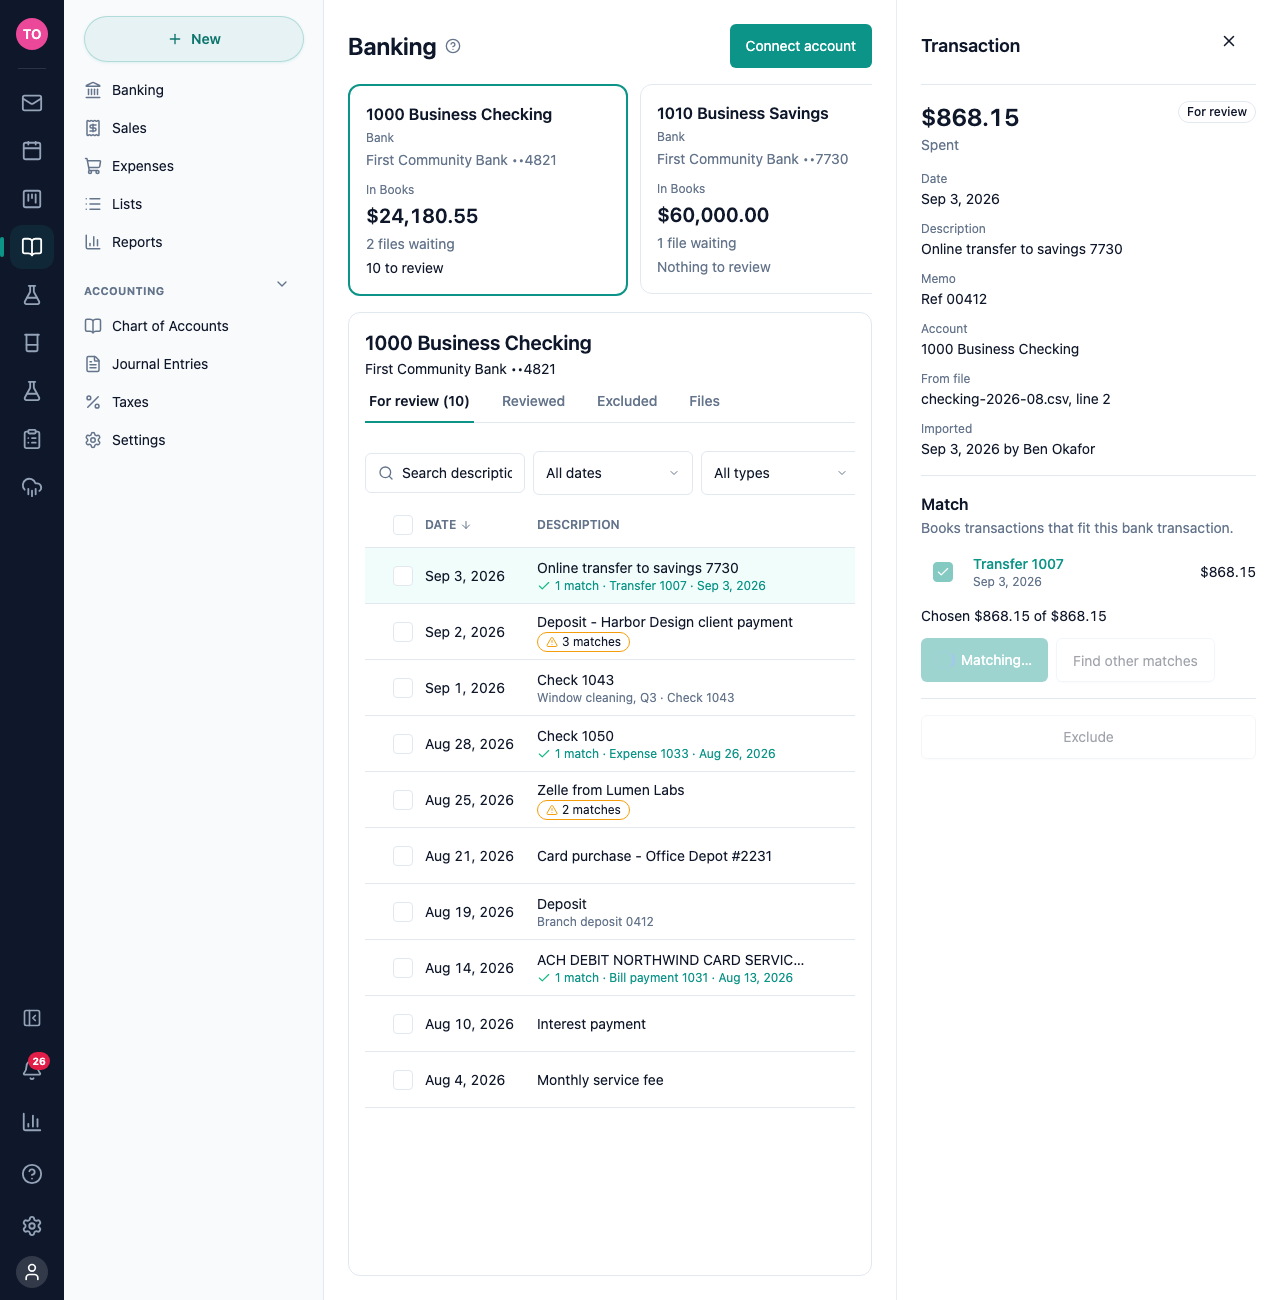 TO
26
New
Banking
Sales
Expenses
Lists
Reports
ACCOUNTING
Chart of Accounts
Journal Entries
Taxes
Settings
Banking
Connect account
1000 Business Checking
Bank
First Community Bank ••4821
In Books
$24,180.55
2 files waiting
10 to review
1010 Business Savings
Bank
First Community Bank ••7730
In Books
$60,000.00
1 file waiting
Nothing to review
1000 Business Checking
First Community Bank ••4821
For review (10)
Reviewed
Excluded
Files
Search descriptic
All dates
All types
DATE
DESCRIPTION
Sep 3, 2026
Online transfer to savings 7730
1 match · Transfer 1007 · Sep 3, 2026
Sep 2, 2026
Deposit - Harbor Design client payment
3 matches
Sep 1, 2026
Check 1043
Window cleaning, Q3 · Check 1043
Aug 28, 2026
Check 1050
1 match · Expense 1033 · Aug 26, 2026
Aug 25, 2026
Zelle from Lumen Labs
2 matches
Aug 21, 2026
Card purchase - Office Depot #2231
Aug 19, 2026
Deposit
Branch deposit 0412
Aug 14, 2026
ACH DEBIT NORTHWIND CARD SERVIC...
1 match · Bill payment 1031 · Aug 13, 2026
Aug 10, 2026
Interest payment
Aug 4, 2026
Monthly service fee
Transaction
$868.15
For review
Spent
Date
Sep 3, 2026
Description
Online transfer to savings 7730
Memo
Ref 00412
Account
1000 Business Checking
From file
checking-2026-08.csv, line 2
Imported
Sep 3, 2026 by Ben Okafor
Match
Books transactions that fit this bank transaction.
Transfer 1007
Sep 3, 2026
$868.15
Chosen $868.15 of $868.15
Matching...
Find other matches
Exclude